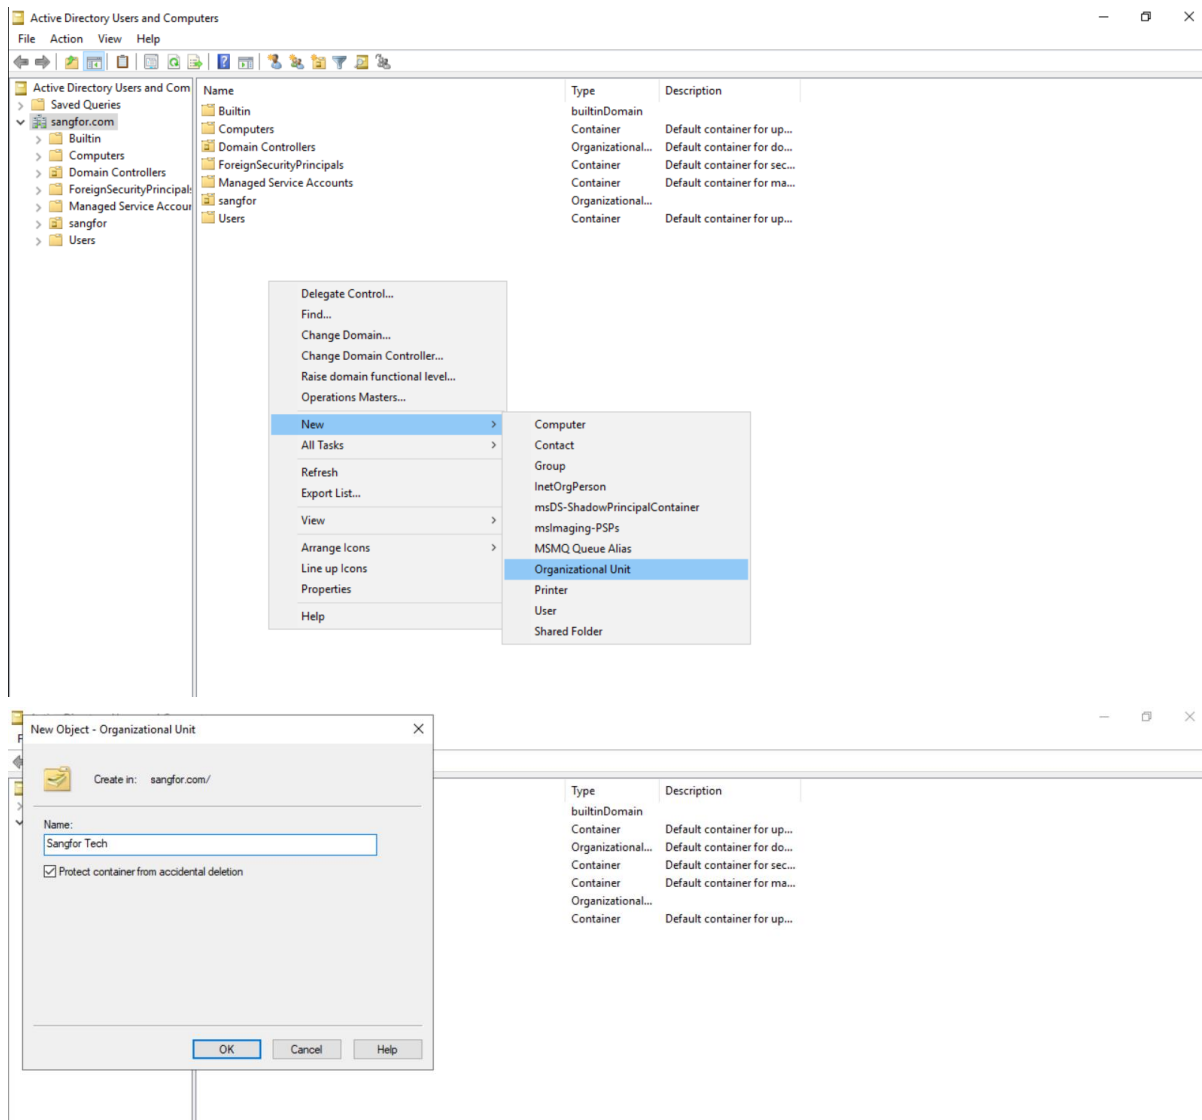 Active Directory Users and Computers
File Action View Help
Active Directory Users and Com
Saved Queries
sangfor.com
Builtin
Computers
Domain Controllers
ForeignSecurityPrincipals
Managed Service Accoun
sangfor
Users
Name Type Description
Builtin builtinDomain
Computers Container Default container for up...
Domain Controllers Organizational... Default container for do...
ForeignSecurityPrincipals Container Default container for sec...
Managed Service Accounts Container Default container for ma...
sangfor Organizational...
Users Container Default container for up...
Delegate Control...
Find...
Change Domain...
Change Domain Controller...
Raise domain functional level...
Operations Masters...
New
All Tasks
Refresh
Export List...
View
Arrange Icons
Line up Icons
Properties
Help
Computer
Contact
Group
InetOrgPerson
msDS-ShadowPrincipalContainer
msImaging-PSPs
MSMQ Queue Alias
Organizational Unit
Printer
User
Shared Folder
New Object - Organizational Unit
Create in: sangfor.com/
Name:
Sangfor Tech
Protect container from accidental deletion
OK Cancel Help
Type Description
builtinDomain
Container Default container for up...
Organizational... Default container for do...
Container Default container for sec...
Container Default container for ma...
Organizational...
Container Default container for up...